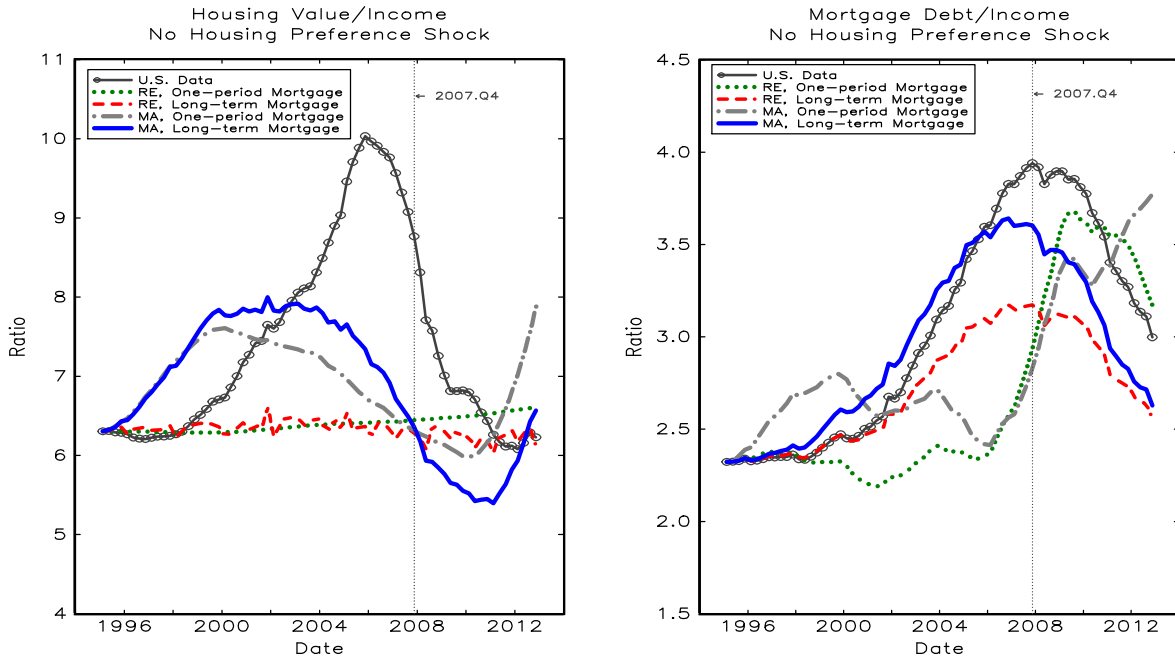 Housing Value/Income
No Housing Preference Shock
11
10
9
8
7
6
5
4
Ratio
U.S. Data
RE, One-period Mortgage
RE, Long-term Mortgage
MA, One-period Mortgage
MA, Long-term Mortgage
← 2007.Q4
1996
2000
2004
2008
2012
Date
Mortgage Debt/Income
No Housing Preference Shock
4.5
4.0
3.5
3.0
2.5
2.0
1.5
Ratio
U.S. Data
RE, One-period Mortgage
RE, Long-term Mortgage
MA, One-period Mortgage
MA, Long-term Mortgage
← 2007.Q4
1996
2000
2004
2008
2012
Date